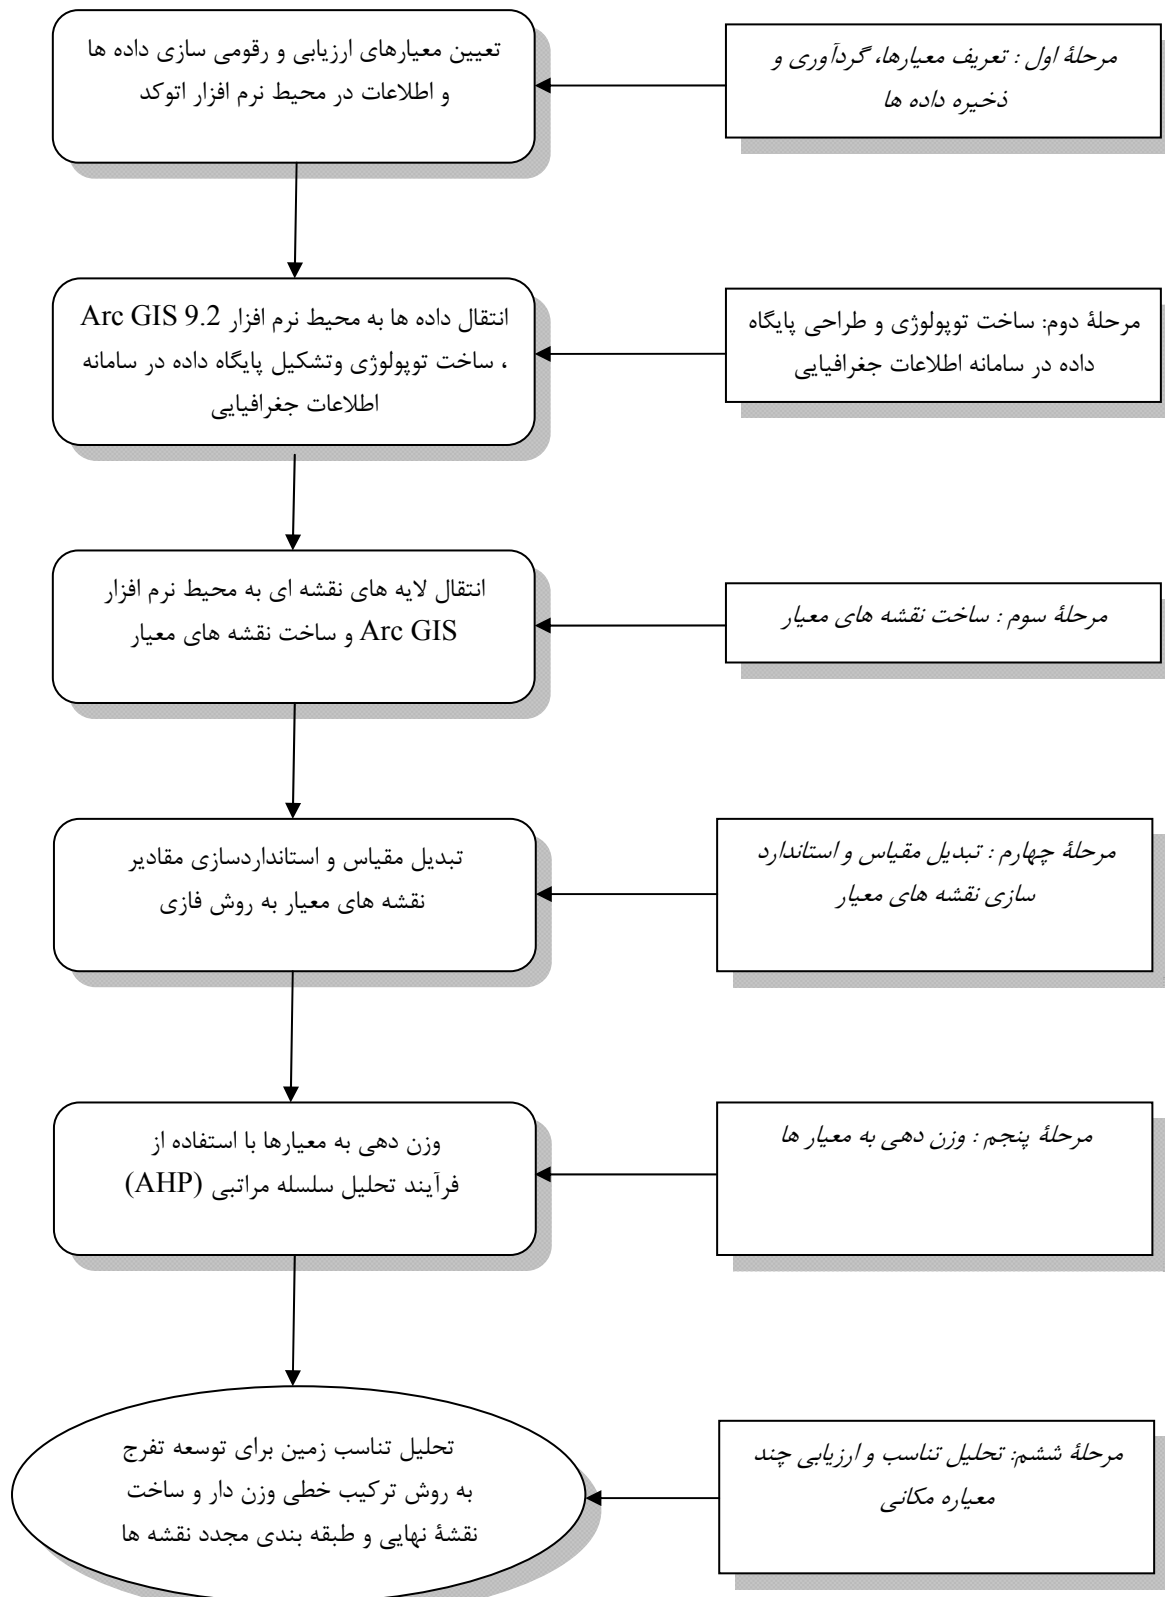 مرحلهٔ اول : تعریف معیارها، گردآوری و
ذخیره داده ها
تعیین معیارهای ارزیابی و رقومی سازی داده ها
و اطلاعات در محیط نرم افزار اتوکد
مرحلهٔ دوم: ساخت توپولوژی و طراحی پایگاه
داده در سامانه اطلاعات جغرافیایی
انتقال داده ها به محیط نرم افزار Arc GIS 9.2
، ساخت توپولوژی وتشکیل پایگاه داده در سامانه
اطلاعات جغرافیایی
مرحلهٔ سوم : ساخت نقشه های معیار
انتقال لایه های نقشه ای به محیط نرم افزار
Arc GIS و ساخت نقشه های معیار
مرحلهٔ چهارم : تبدیل مقیاس و استاندارد
سازی نقشه های معیار
تبدیل مقیاس و استانداردسازی مقادیر
نقشه های معیار به روش فازی
مرحلهٔ پنجم : وزن دهی به معیار ها
وزن دهی به معیارها با استفاده از
فرآیند تحلیل سلسله مراتبی (AHP)
مرحلهٔ ششم: تحلیل تناسب و ارزیابی چند
معیاره مکانی
تحلیل تناسب زمین برای توسعه تفرج
به روش ترکیب خطی وزن دار و ساخت
نقشهٔ نهایی و طبقه بندی مجدد نقشه ها